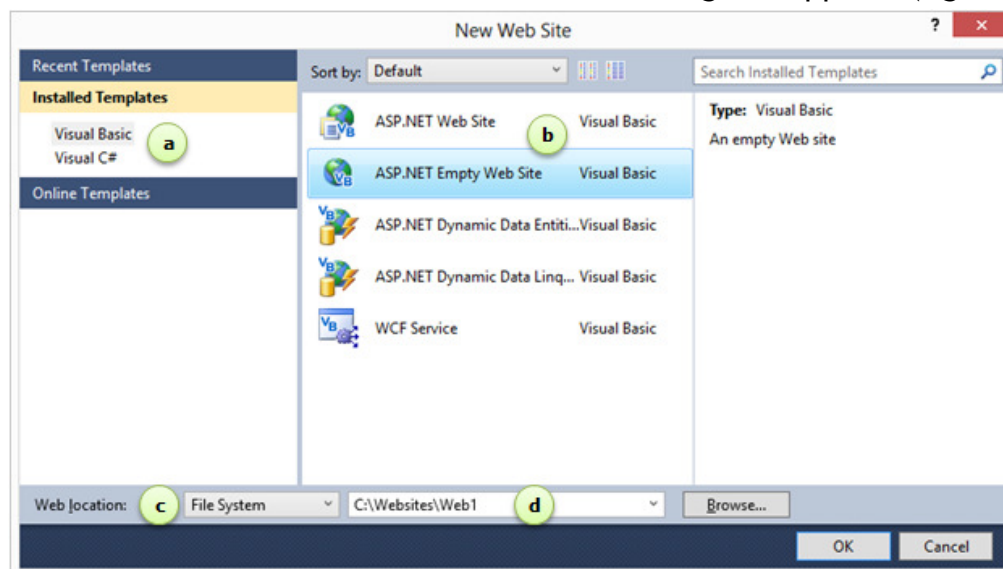 New Web Site ? ×
Recent Templates
Installed Templates
Visual Basic
Visual C#
a
Online Templates
Sort by: Default
Search Installed Templates
ASP.NET Web Site b Visual Basic
ASP.NET Empty Web Site Visual Basic
ASP.NET Dynamic Data Entiti...Visual Basic
ASP.NET Dynamic Data Linq... Visual Basic
WCF Service Visual Basic
Type: Visual Basic
An empty Web site
Web location: c File System C:\Websites\Web1 d Browse...
OK Cancel